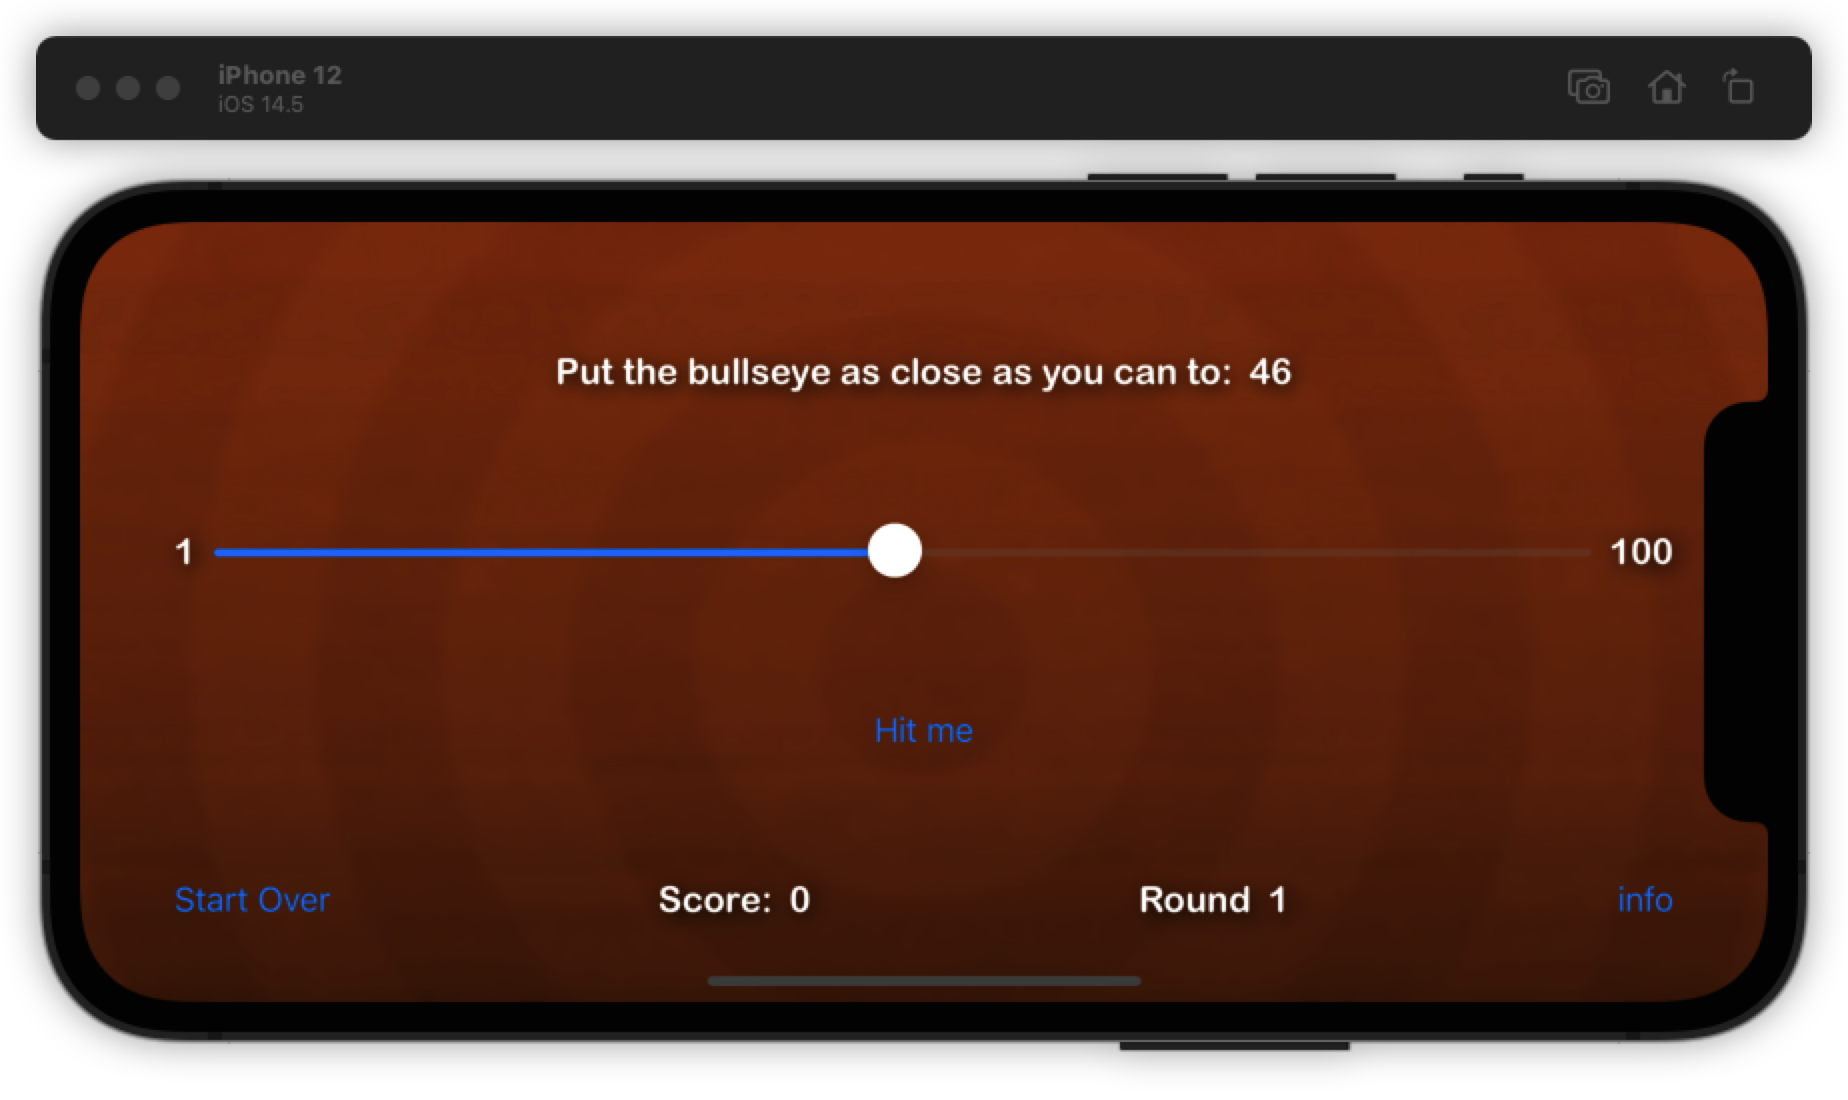 iPhone 12
iOS 14.5
Put the bullseye as close as you can to: 46
1 100
Hit me
Start Over Score: 0 Round 1 info